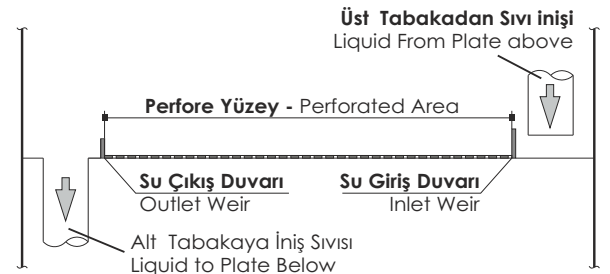 Üst Tabakadan Sıvı inişi
Liquid From Plate above
Perfore Yüzey - Perforated Area
Su Çıkış Duvarı
Outlet Weir
Su Giriş Duvarı
Inlet Weir
Alt Tabakaya İniş Sıvısı
Liquid to Plate Below